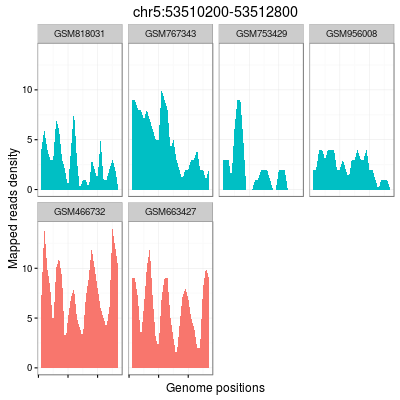 chr5:53510200-53512800
GSM818031 GSM767343 GSM753429 GSM956008
10
5
0
Mapped reads density
GSM466732 GSM663427
10
5
0
Genome positions